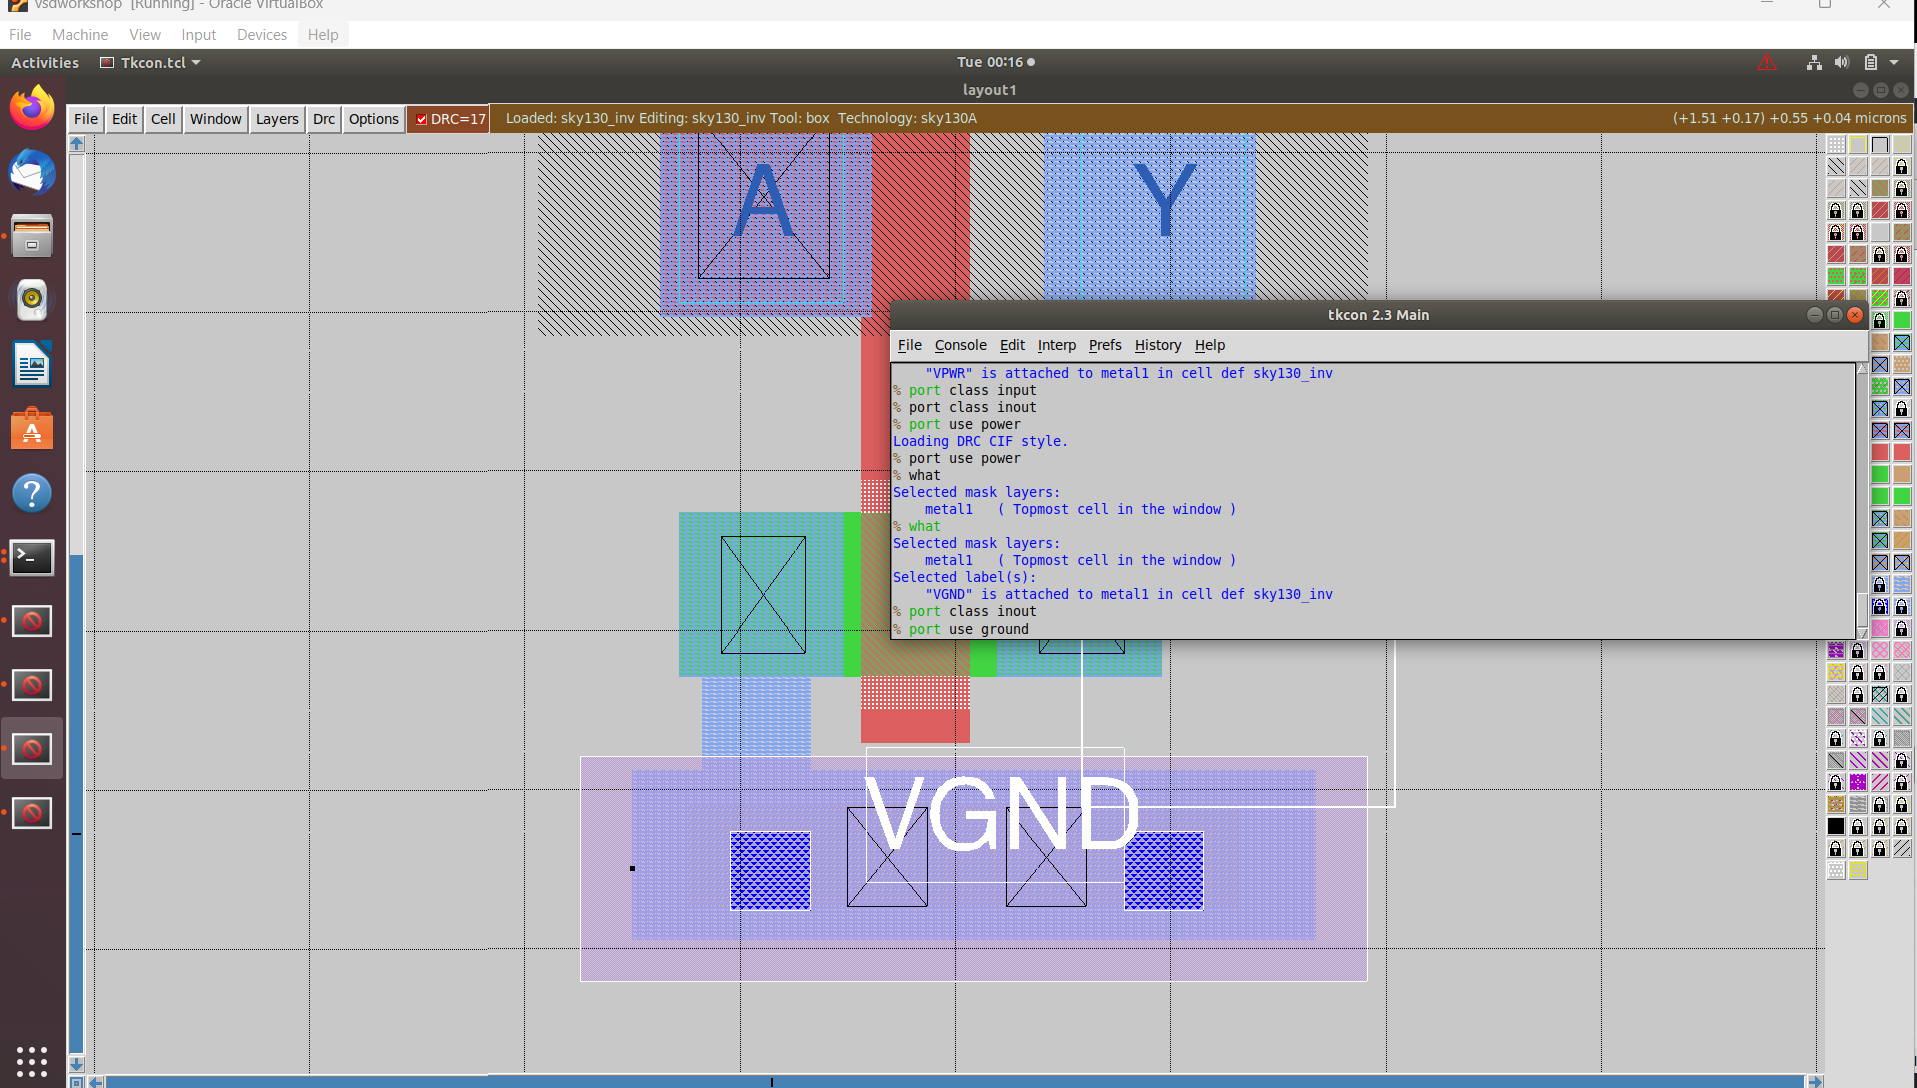 vsdworkshop [Running] - Oracle VirtualBox
File Machine View Input Devices Help
Activities Tkcon.tcl Tue 00:16
layout1
File Edit Cell Window Layers Drc Options DRC=17 Loaded: sky130_inv Editing: sky130_inv Tool: box Technology: sky130A (+1.51 +0.17) +0.55 +0.04 microns
A Y
tkcon 2.3 Main
File Console Edit Interp Prefs History Help
"VPWR" is attached to metal1 in cell def sky130_inv
% port class input
% port class inout
% port use power
Loading DRC CIF style.
% port use power
% what
Selected mask layers:
metal1 ( Topmost cell in the window )
% what
Selected mask layers:
metal1 ( Topmost cell in the window )
Selected label(s):
"VGND" is attached to metal1 in cell def sky130_inv
% port class inout
% port use ground
VGND